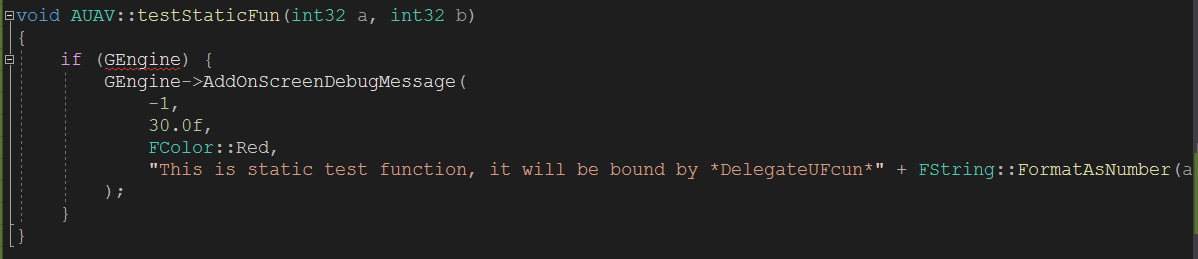 void AUAV::testStaticFun(int32 a, int32 b)
{
if (GEngine) {
GEngine->AddOnScreenDebugMessage(
-1,
30.0f,
FColor::Red,
"This is static test function, it will be bound by *DelegateUFcun*" + FString::FormatAsNumber(a
);
}
}